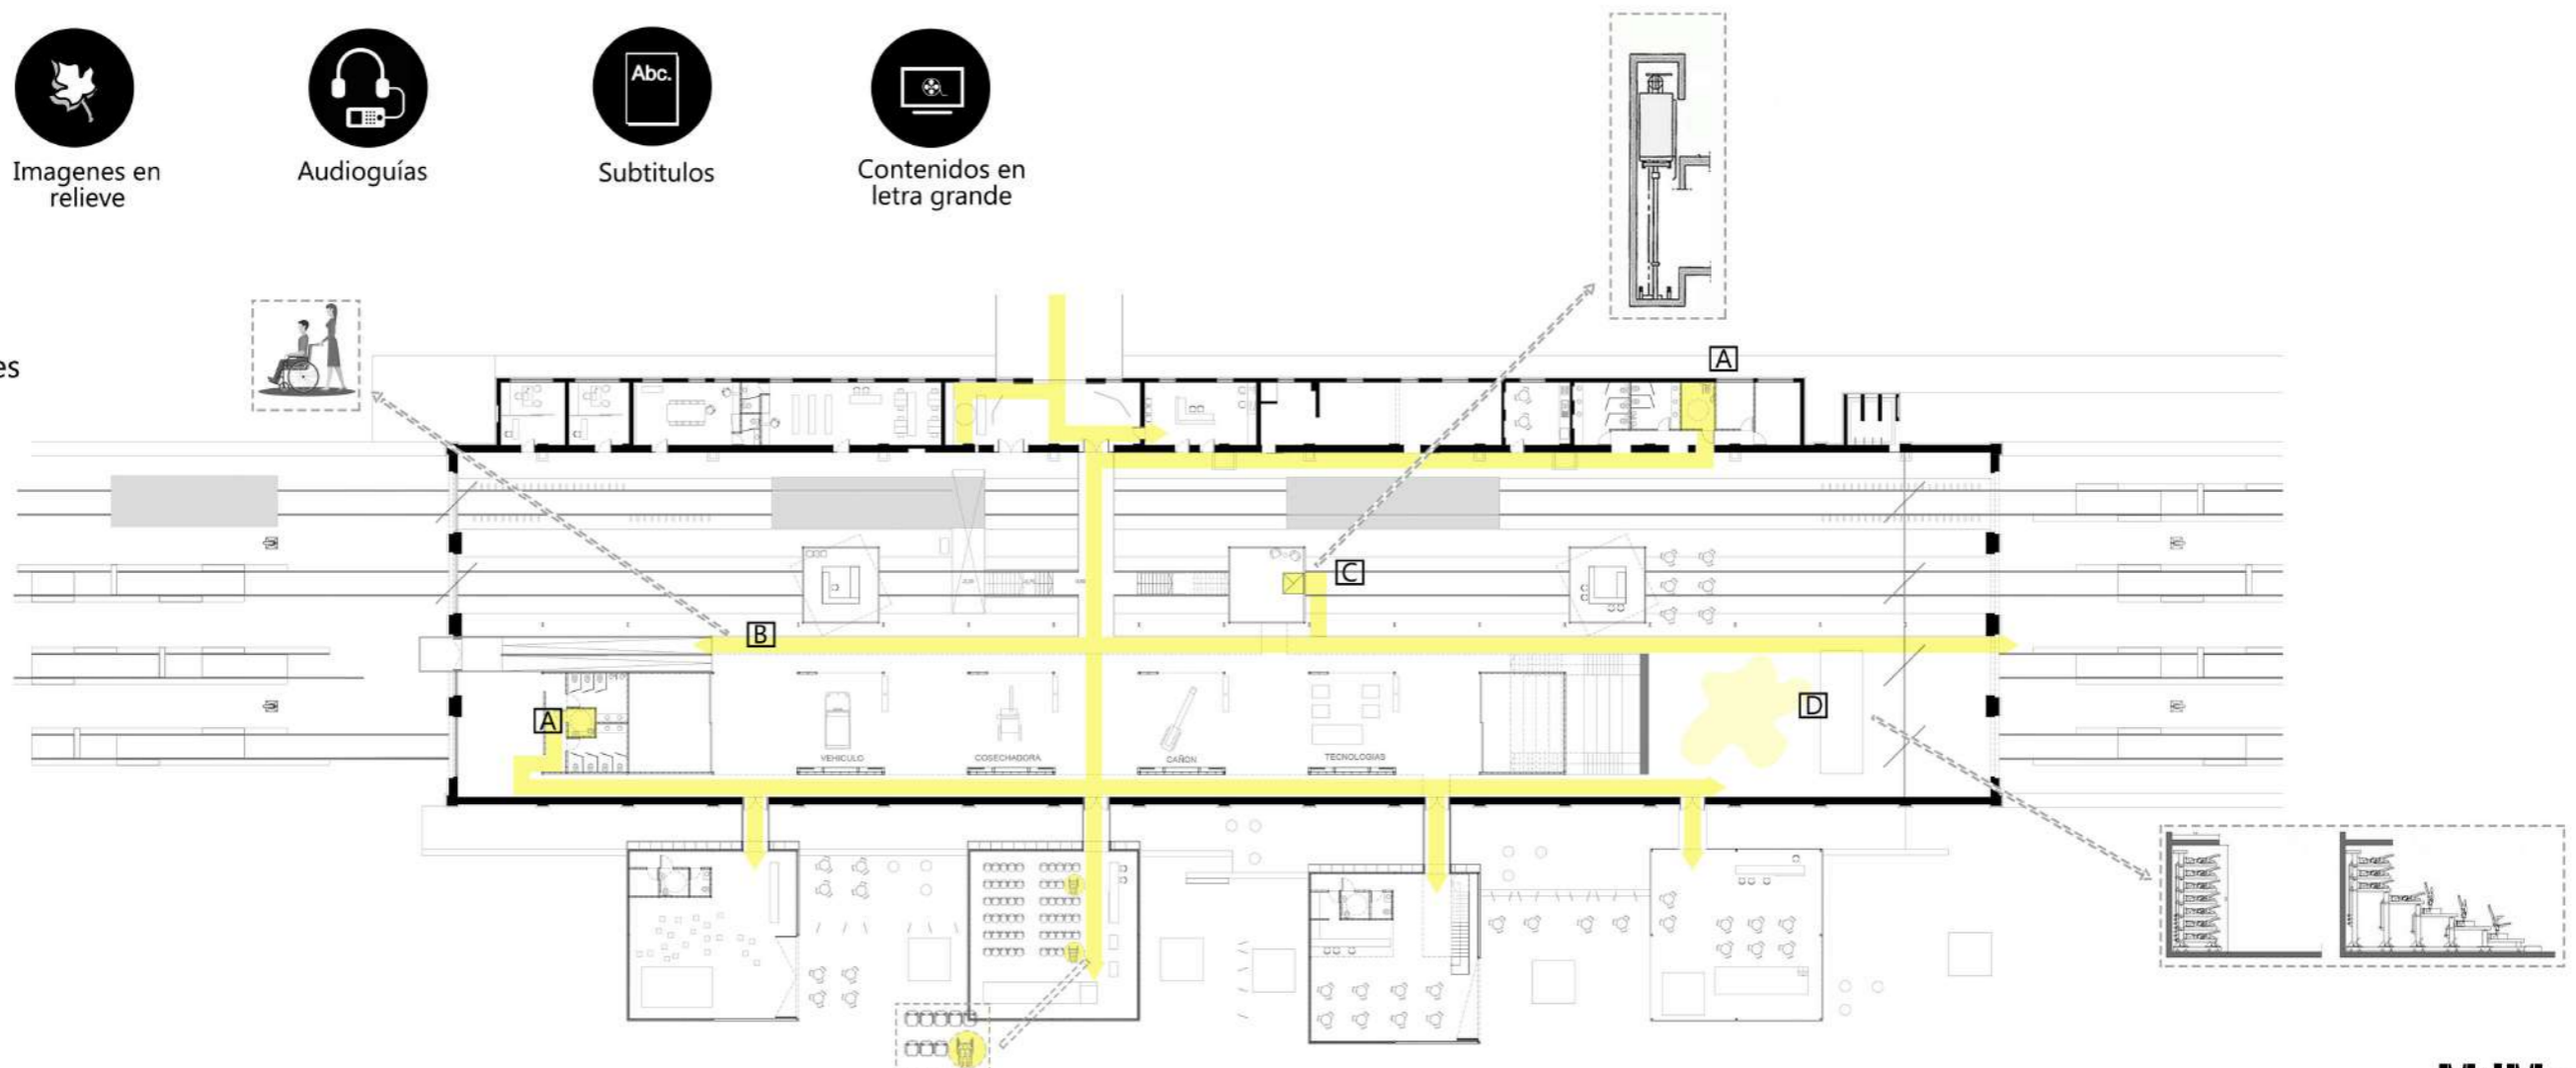 Abc.
Imagenes en
relieve
Audioguías
Subtitulos
Contenidos en
letra grande
es
A
C
B
A
D
VEHICULO
COSECHADORA
CAÑON
TECNOLOGIAS